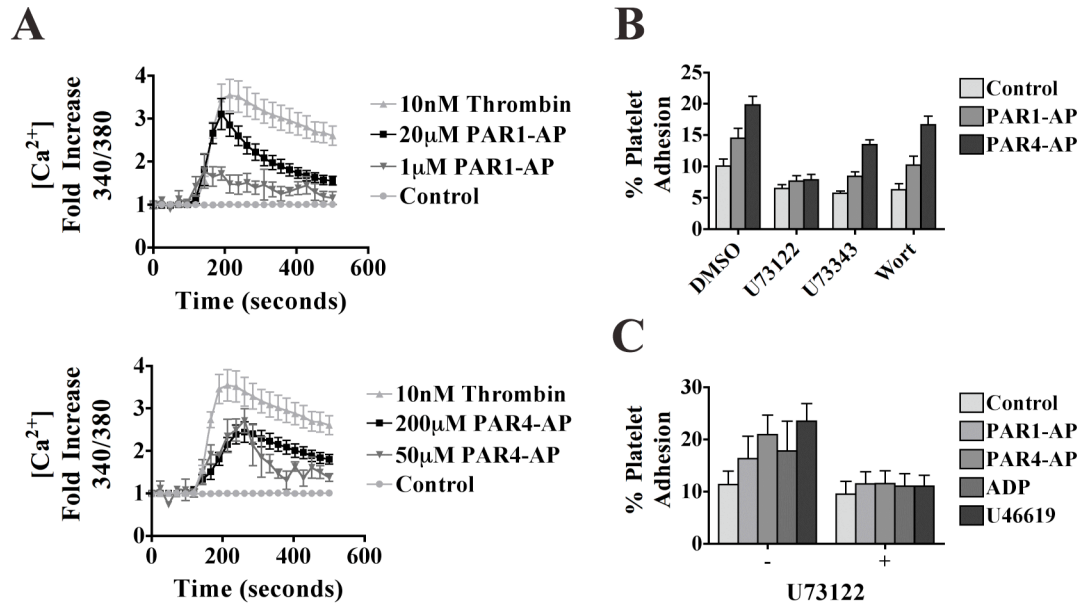 A
[Ca2+]
Fold Increase
340/380
4
3
2
1
0
0 200 400 600
Time (seconds)
10nM Thrombin
20μM PAR1-AP
1μM PAR1-AP
Control
[Ca2+]
Fold Increase
340/380
4
3
2
1
0
0 200 400 600
Time (seconds)
10nM Thrombin
200μM PAR4-AP
50μM PAR4-AP
Control
B
% Platelet
Adhesion
25
20
15
10
5
0
DMSO U73122 U73343 Wort
Control
PAR1-AP
PAR4-AP
C
% Platelet
Adhesion
30
20
10
0
- +
U73122
Control
PAR1-AP
PAR4-AP
ADP
U46619